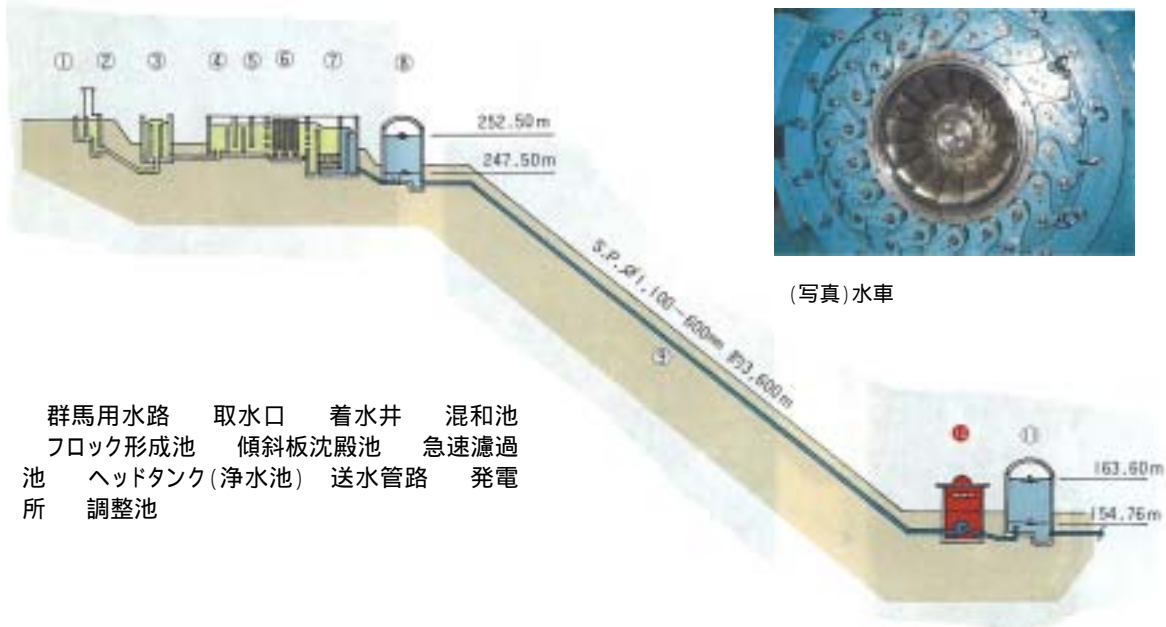 ① ② ③ ④ ⑤ ⑥ ⑦ ⑧
252.50m
247.50m
S.P. Ø1,100~600mm 約3,600m
⑨
(写真)水車
⑩ ⑪
163.60m
154.76m
群馬用水路 取水口 着水井 混和池
フロック形成池 傾斜板沈殿池 急速濾過
池 ヘッドタンク(浄水池) 送水管路 発電
所 調整池